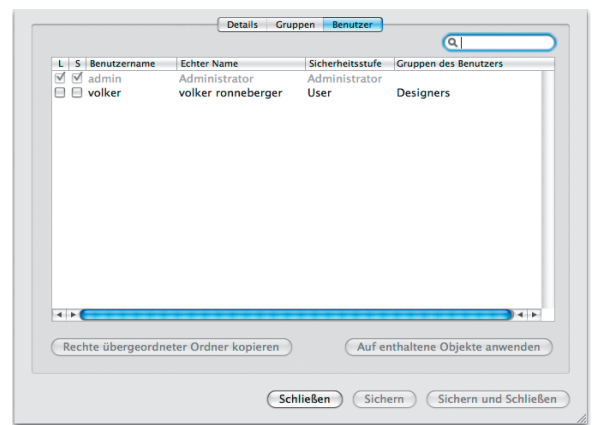 Details Gruppen Benutzer
L S Benutzername Echter Name Sicherheitsstufe Gruppen des Benutzers
admin Administrator Administrator
volker volker ronneberger User Designers
Rechte übergeordneter Ordner kopieren Auf enthaltene Objekte anwenden
Schließen Sichern Sichern und Schließen